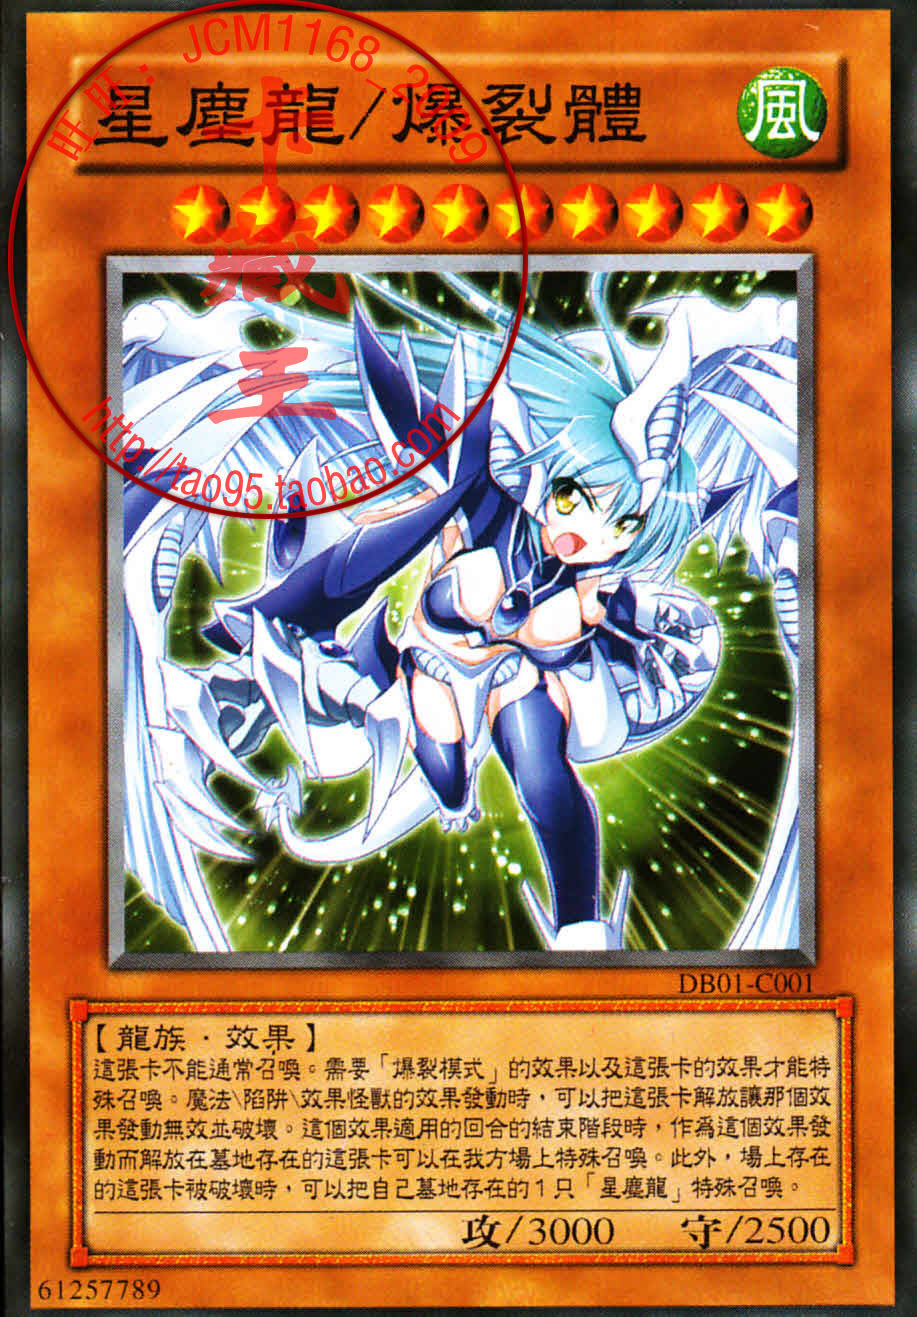 旺旺：JCM1168_2009
星塵龍/爆裂體
風
十藏王
http://tao95.taobao.com
DB01-C001
【龍族·效果】
這張卡不能通常召喚。需要「爆裂模式」的效果以及這張卡的效果才能特
殊召喚。魔法\陷阱\效果怪獸的效果發動時，可以把這張卡解放讓那個效
果發動無效並破壞。這個效果適用的回合的結束階段時，作為這個效果發
動而解放在墓地存在的這張卡可以在我方場上特殊召喚。此外，場上存在
的這張卡被破壞時，可以把自己墓地存在的1只「星塵龍」特殊召喚。
攻/3000 守/2500
61257789